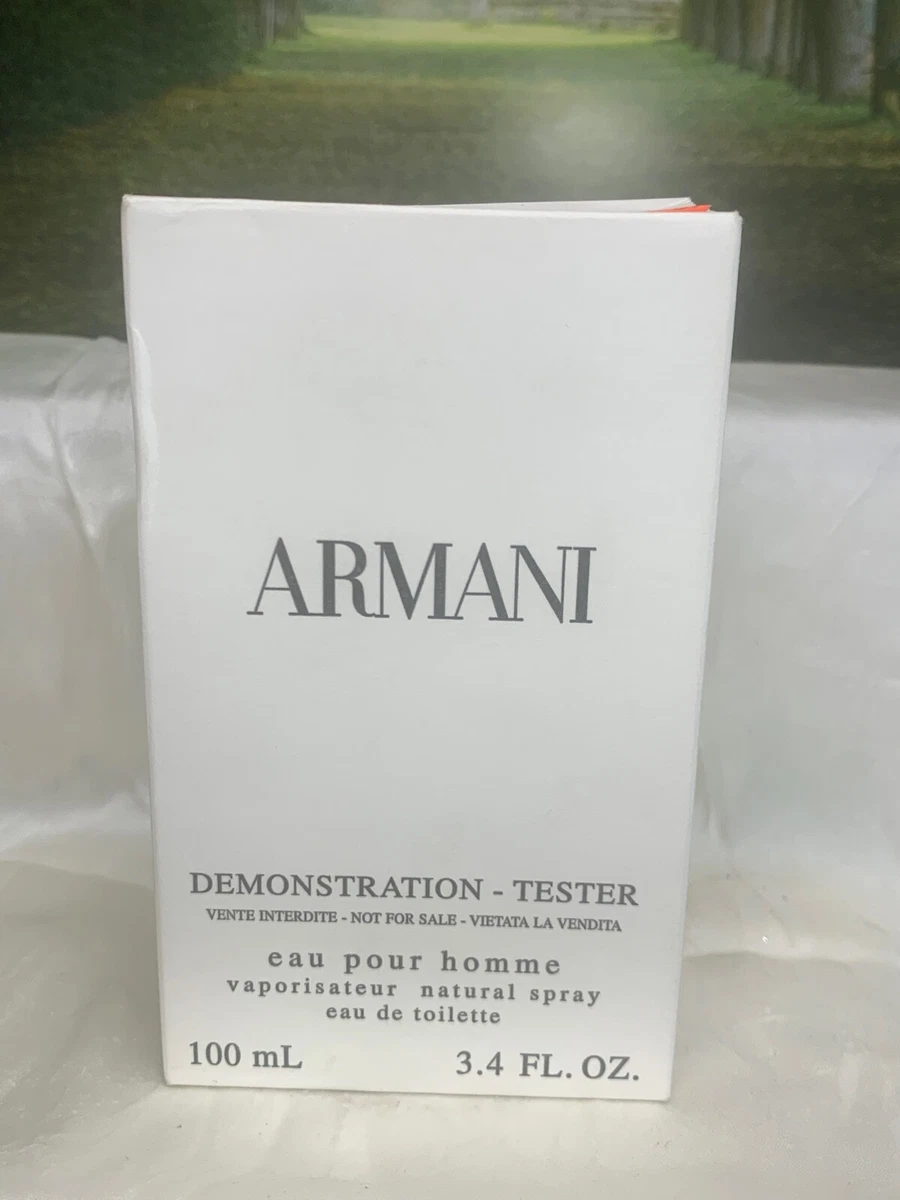 ARMANI
DEMONSTRATION - TESTER
VENTE INTERDITE - NOT FOR SALE - VIETATA LA VENDITA
eau pour homme
vaporisateur natural spray
eau de toilette
100 mL 3.4 FL. OZ.